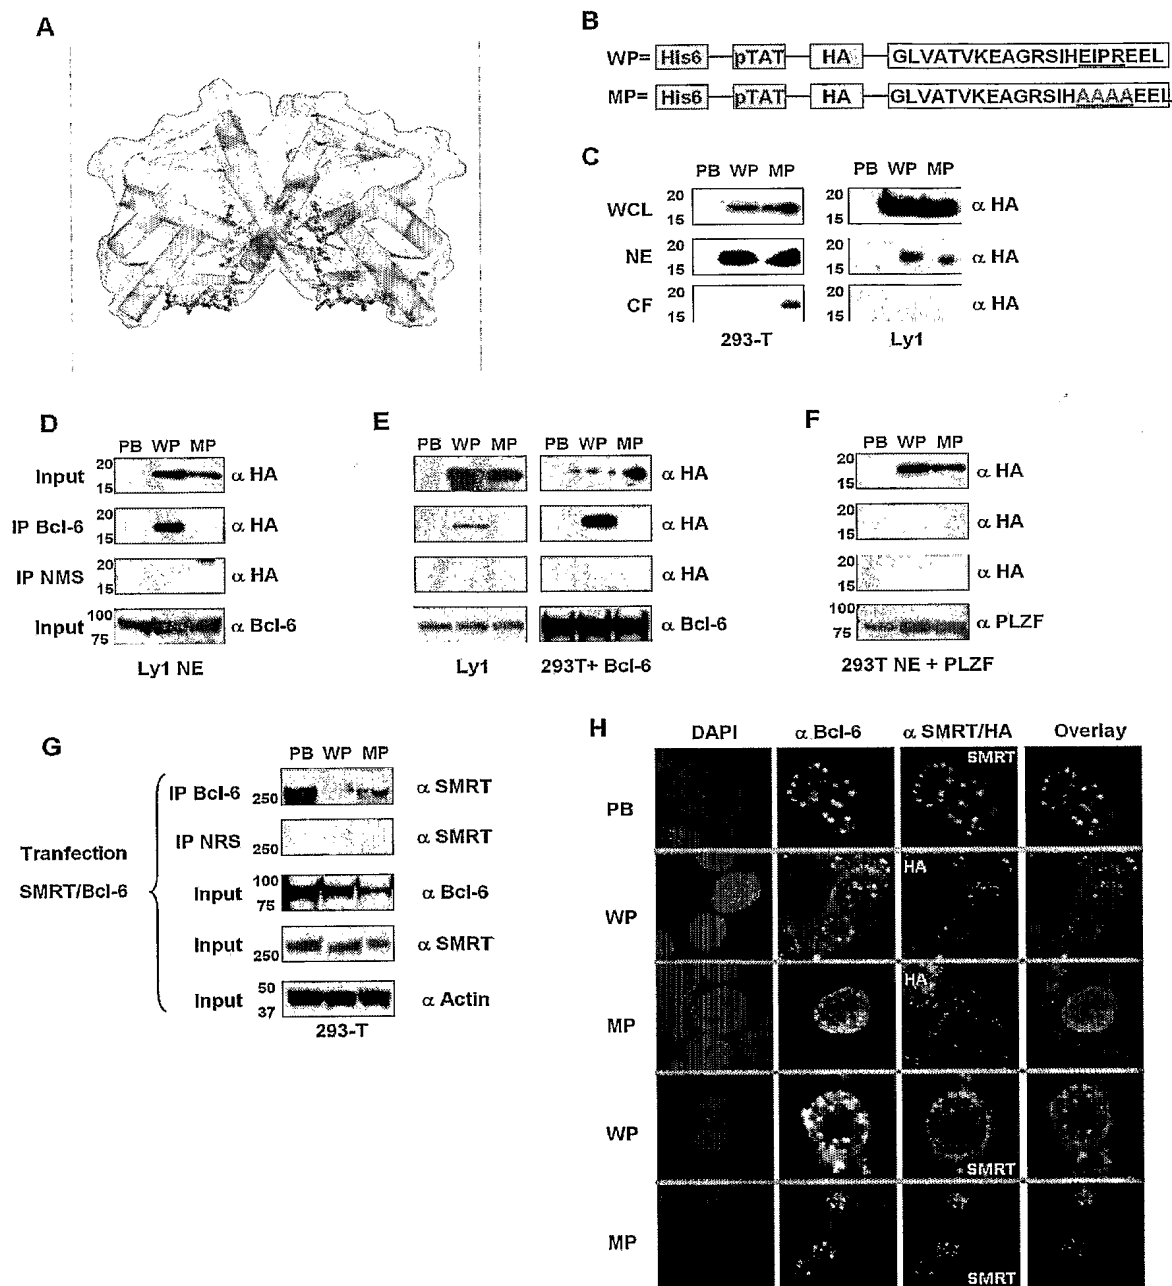 A
B
WP= His6 pTAT HA GLVATVKEAGRSIHEIPREEL
MP= His6 pTAT HA GLVATVKEAGRSIHAAAAEEL
C
PB WP MP PB WP MP
WCL 20 15 20 15 α HA
NE 20 15 20 15 α HA
CF 20 15 20 15 α HA
293-T Ly1
D
PB WP MP
Input 20 15 α HA
IP Bcl-6 20 15 α HA
IP NMS 20 15 α HA
Input 100 75 α Bcl-6
Ly1 NE
E
PB WP MP PB WP MP
α HA
α HA
α HA
α Bcl-6
Ly1 293T+ Bcl-6
F
PB WP MP
20 15 α HA
20 15 α HA
20 15 α HA
100 75 α PLZF
293T NE + PLZF
G
PB WP MP
Tranfection
SMRT/Bcl-6
IP Bcl-6 250 α SMRT
IP NRS 250 α SMRT
Input 100 75 α Bcl-6
Input 250 α SMRT
Input 50 37 α Actin
293-T
H
DAPI α Bcl-6 α SMRT/HA Overlay
PB SMRT
WP HA
MP HA
WP SMRT
MP SMRT